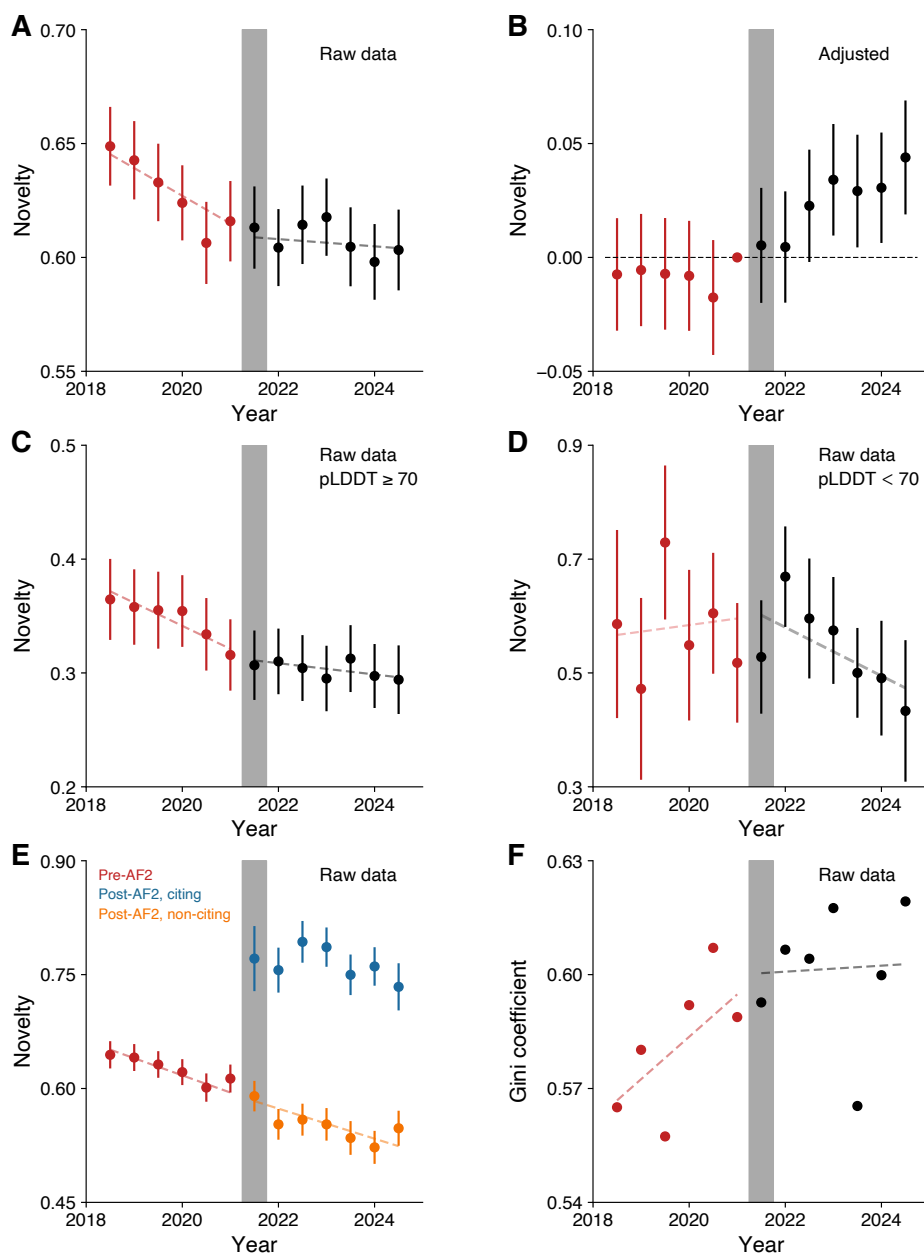 A
Raw data
0.70
0.65
0.60
0.55
Novelty
2018
2020
2022
2024
Year
B
Adjusted
0.10
0.05
0.00
−0.05
Novelty
2018
2020
2022
2024
Year
C
Raw data
pLDDT ≥ 70
0.5
0.4
0.3
0.2
Novelty
2018
2020
2022
2024
Year
D
Raw data
pLDDT < 70
0.9
0.7
0.5
0.3
Novelty
2018
2020
2022
2024
Year
E
Pre-AF2
Post-AF2, citing
Post-AF2, non-citing
Raw data
0.90
0.75
0.60
0.45
Novelty
2018
2020
2022
2024
Year
F
Raw data
0.63
0.60
0.57
0.54
Gini coefficient
2018
2020
2022
2024
Year